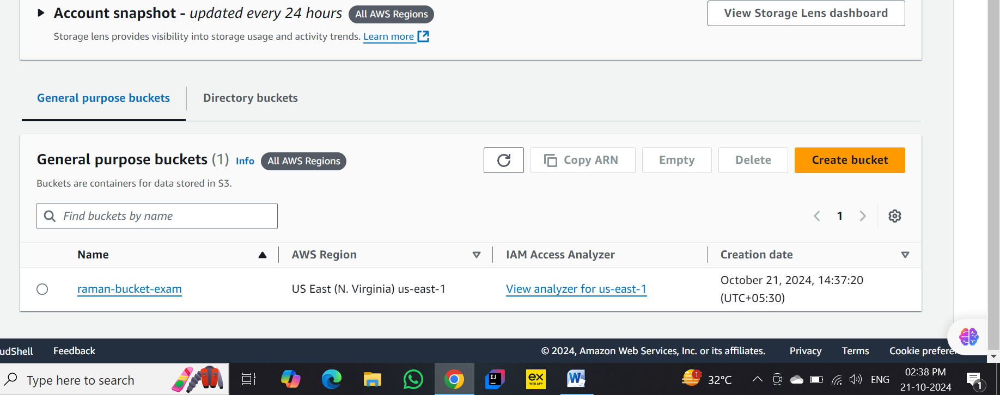 Account snapshot - updated every 24 hours All AWS Regions View Storage Lens dashboard
Storage lens provides visibility into storage usage and activity trends. Learn more
General purpose buckets Directory buckets
General purpose buckets (1) Info All AWS Regions Copy ARN Empty Delete Create bucket
Buckets are containers for data stored in S3.
Find buckets by name 1
Name AWS Region IAM Access Analyzer Creation date
raman-bucket-exam US East (N. Virginia) us-east-1 View analyzer for us-east-1 October 21, 2024, 14:37:20
(UTC+05:30)
udShell Feedback © 2024, Amazon Web Services, Inc. or its affiliates. Privacy Terms Cookie prefere
Type here to search IJ ex WEB APP W 1 32°C ENG 02:38 PM
21-10-2024 1